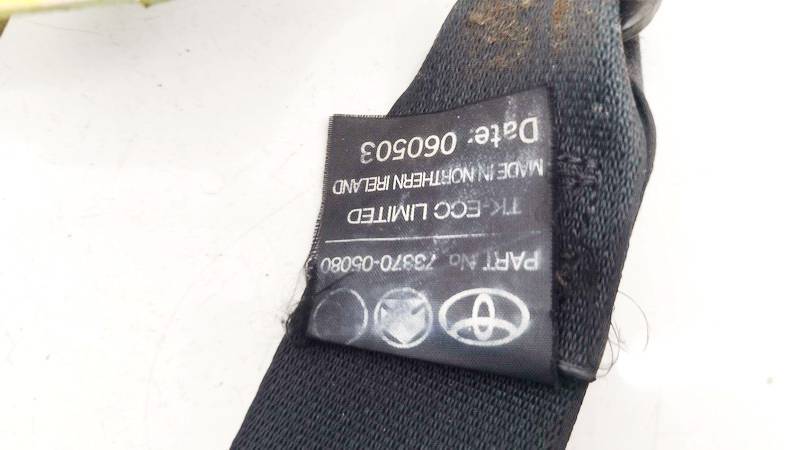 PART No. 73370-05080
TK-ECC LIMITED
MADE IN NORTHERN IRELAND
Date: 060503